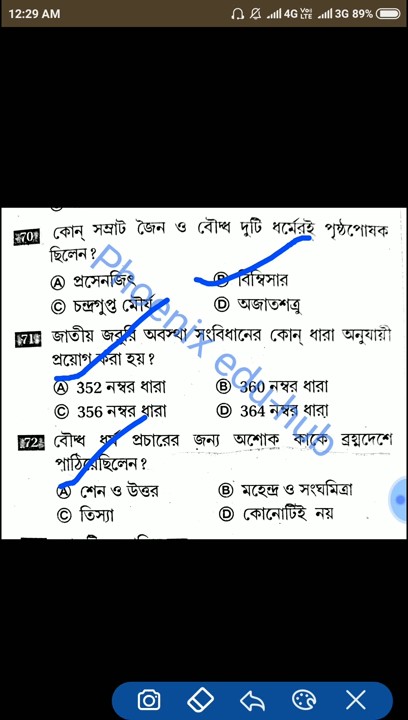 12:29 AM 4G VoLTE 3G 89%
70 কোন্ সম্রাট জৈন ও বৌদ্ধ দুটি ধর্মেরই পৃষ্ঠপোষক
ছিলেন?
A প্রসেনজিৎ B বিম্বিসার
C চন্দ্রগুপ্ত মৌর্য D অজাতশত্রু
71 জাতীয় জরুরি অবস্থা সংবিধানের কোন্ ধারা অনুযায়ী
প্রয়োগ করা হয়?
A 352 নম্বর ধারা B 360 নম্বর ধারা
C 356 নম্বর ধারা D 364 নম্বর ধারা
72 বৌদ্ধ ধর্ম প্রচারের জন্য অশোক কাকে ব্রহ্মদেশে
পাঠিয়েছিলেন?
A শেন ও উত্তর B মহেন্দ্র ও সংঘমিত্রা
C তিস্যা D কোনোটিই নয়
Phoenix edu-hub